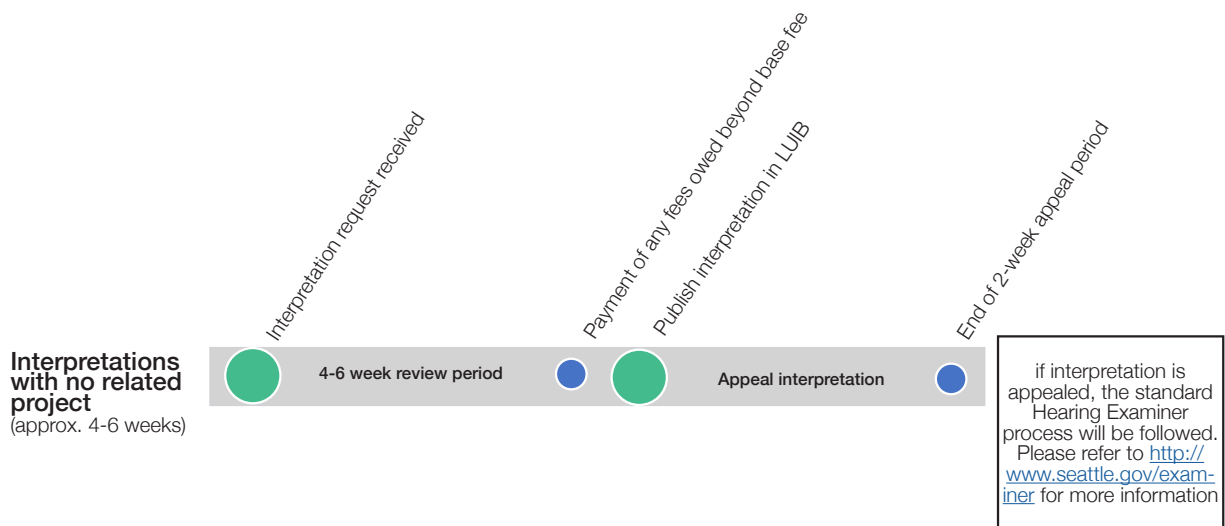 Interpretation request received
Payment of any fees owed beyond base fee
Publish interpretation in LUIB
End of 2-week appeal period
Interpretations
with no related
project
(approx. 4-6 weeks)
4-6 week review period
Appeal interpretation
if interpretation is
appealed, the standard
Hearing Examiner
process will be followed.
Please refer to http://
www.seattle.gov/exam-
iner for more information